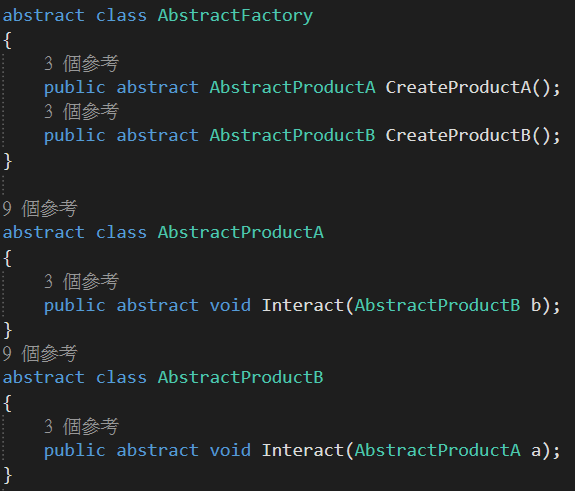 abstract class AbstractFactory
{
3 個參考
public abstract AbstractProductA CreateProductA();
3 個參考
public abstract AbstractProductB CreateProductB();
}
9 個參考
abstract class AbstractProductA
{
3 個參考
public abstract void Interact(AbstractProductB b);
}
9 個參考
abstract class AbstractProductB
{
3 個參考
public abstract void Interact(AbstractProductA a);
}